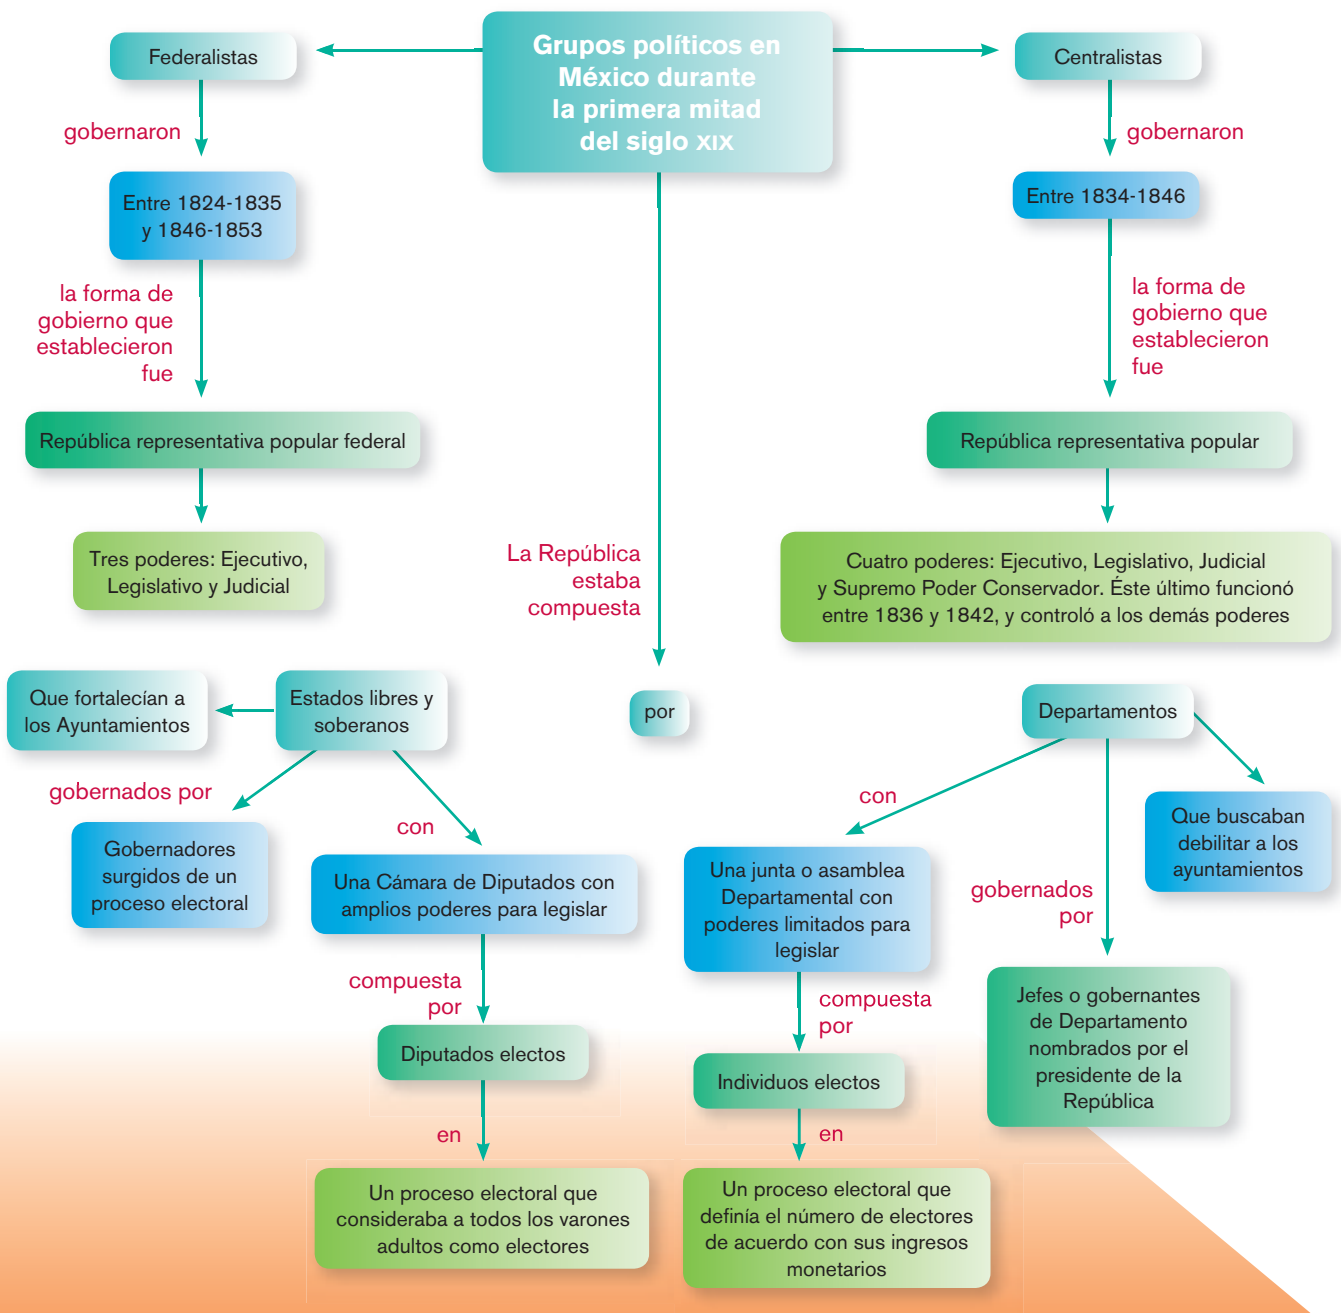 Grupos políticos en
México durante
la primera mitad
del siglo XIX
Federalistas
gobernaron
Entre 1824-1835
y 1846-1853
la forma de
gobierno que
establecieron
fue
República representativa popular federal
Tres poderes: Ejecutivo,
Legislativo y Judicial
Centralistas
gobernaron
Entre 1834-1846
la forma de
gobierno que
establecieron
fue
República representativa popular
Cuatro poderes: Ejecutivo, Legislativo, Judicial
y Supremo Poder Conservador. Éste último funcionó
entre 1836 y 1842, y controló a los demás poderes
La República
estaba
compuesta
por
Estados libres y
soberanos
Que fortalecían a
los Ayuntamientos
gobernados por
Gobernadores
surgidos de un
proceso electoral
con
Una Cámara de Diputados con
amplios poderes para legislar
compuesta
por
Diputados electos
en
Un proceso electoral que
consideraba a todos los varones
adultos como electores
Departamentos
con
Una junta o asamblea
Departamental con
poderes limitados para
legislar
compuesta
por
Individuos electos
en
Un proceso electoral que
definía el número de electores
de acuerdo con sus ingresos
monetarios
gobernados
por
Jefes o gobernantes
de Departamento
nombrados por el
presidente de la
República
Que buscaban
debilitar a los
ayuntamientos